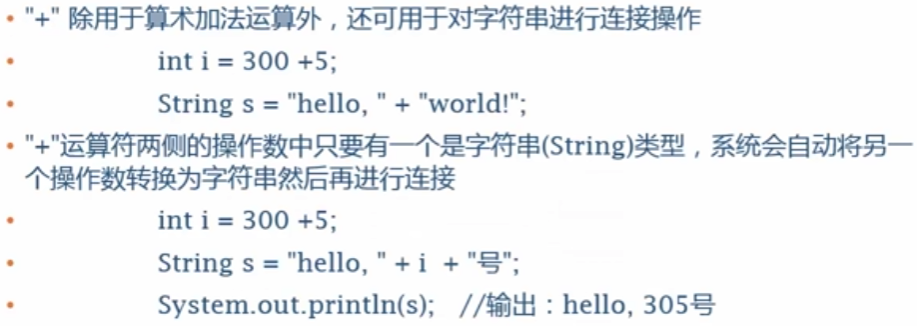 • "+" 除用于算术加法运算外，还可用于对字符串进行连接操作
• int i = 300 +5;
• String s = "hello, " + "world!";
• "+"运算符两侧的操作数中只要有一个是字符串(String)类型，系统会自动将另一
个操作数转换为字符串然后再进行连接
• int i = 300 +5;
• String s = "hello, " + i + "号";
• System.out.println(s); //输出：hello, 305号